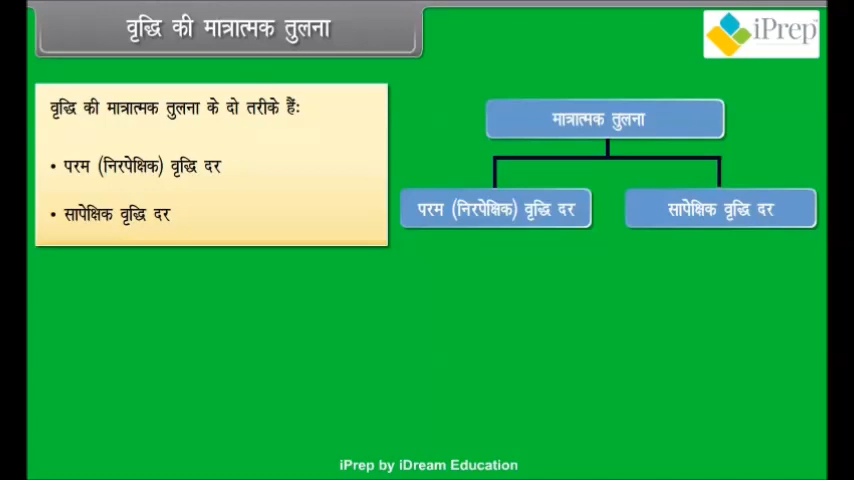 वृद्धि की मात्रात्मक तुलना
iPrep
वृद्धि की मात्रात्मक तुलना के दो तरीके हैंः
• परम (निरपेक्षिक) वृद्धि दर
• सापेक्षिक वृद्धि दर
मात्रात्मक तुलना
परम (निरपेक्षिक) वृद्धि दर
सापेक्षिक वृद्धि दर
iPrep by iDream Education